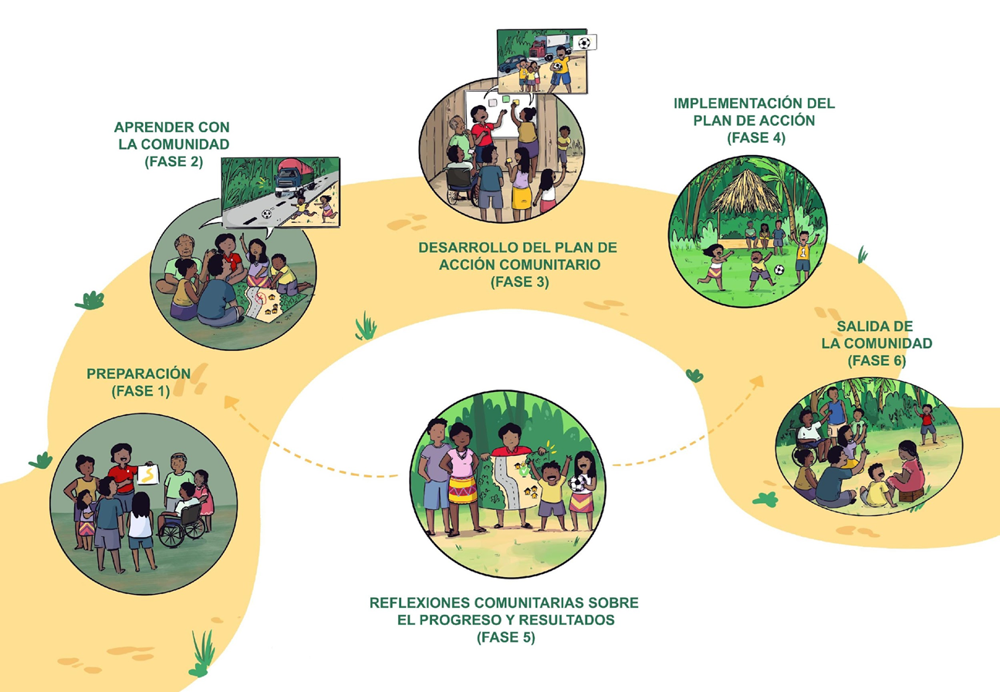 PREPARACIÓN
(FASE 1)
APRENDER CON
LA COMUNIDAD
(FASE 2)
DESARROLLO DEL PLAN DE
ACCIÓN COMUNITARIO
(FASE 3)
IMPLEMENTACIÓN DEL
PLAN DE ACCIÓN
(FASE 4)
1
REFLEXIONES COMUNITARIAS SOBRE
EL PROGRESO Y RESULTADOS
(FASE 5)
SALIDA DE
LA COMUNIDAD
(FASE 6)